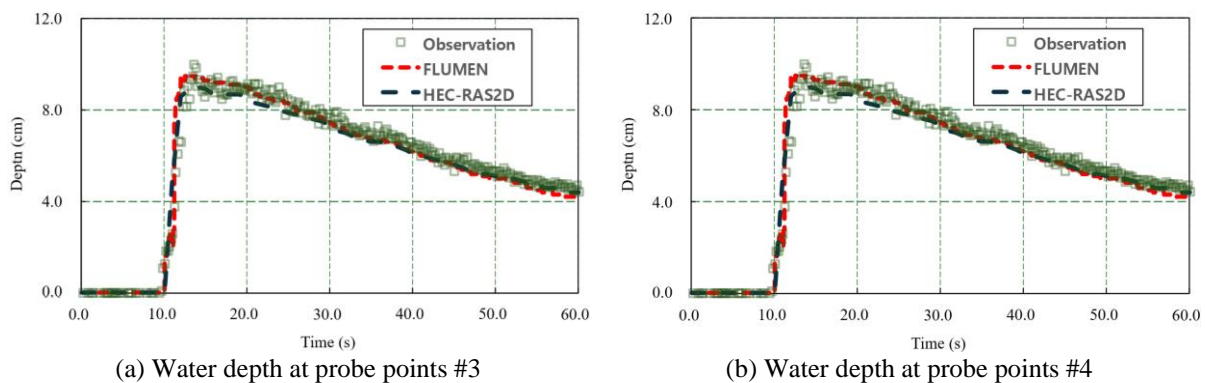 12.0
8.0
4.0
0.0
Deptn (cm)
Observation
FLUMEN
HEC-RAS2D
0.0 10.0 20.0 30.0 40.0 50.0 60.0
Time (s)
(a) Water depth at probe points #3
12.0
8.0
4.0
0.0
Deptn (cm)
Observation
FLUMEN
HEC-RAS2D
0.0 10.0 20.0 30.0 40.0 50.0 60.0
Time (s)
(b) Water depth at probe points #4